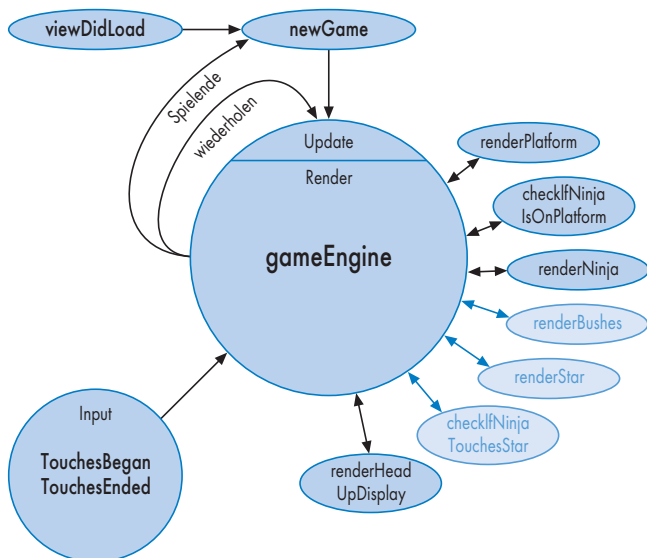 viewDidLoad
newGame
Spielende
wiederholen
Update
Render
gameEngine
renderPlatform
checkIfNinja
IsOnPlatform
renderNinja
renderBushes
renderStar
checkIfNinja
TouchesStar
renderHead
UpDisplay
Input
TouchesBegan
TouchesEnded